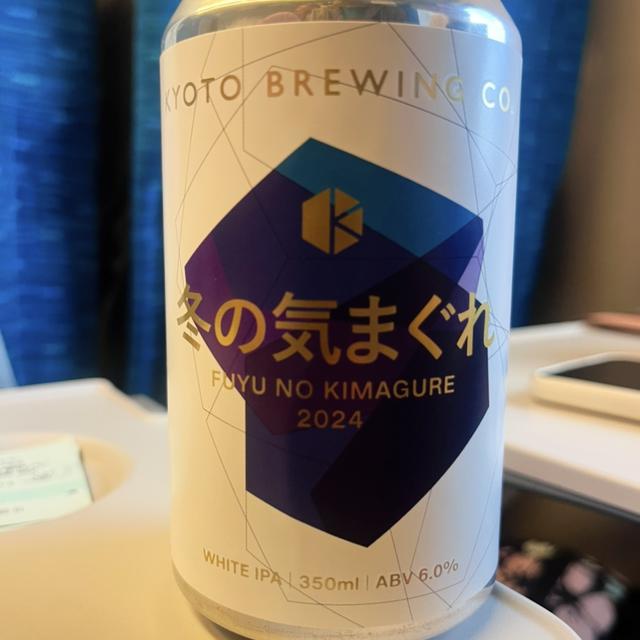 KYOTO BREWING CO.
冬の気まぐれ
FUYU NO KIMAGURE
2024
WHITE IPA | 350ml | ABV 6.0%